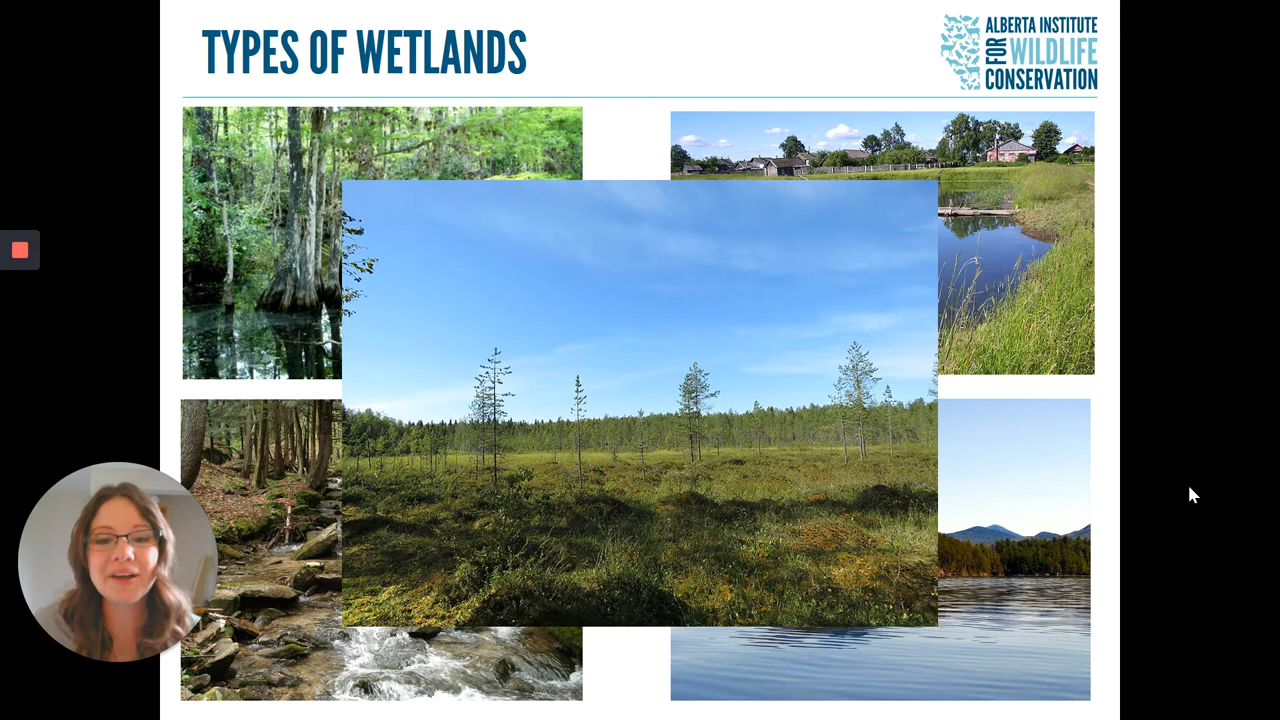 TYPES OF WETLANDS
ALBERTA INSTITUTE
FOR WILDLIFE
CONSERVATION